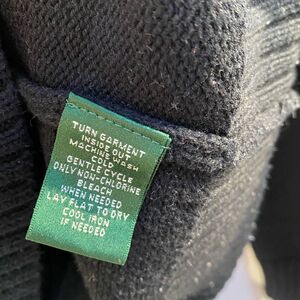 TURN GARMENT
INSIDE OUT
MACHINE WASH
COLD
GENTLE CYCLE
ONLY NON-CHLORINE
BLEACH
WHEN NEEDED
LAY FLAT TO DRY
COOL IRON
IF NEEDED